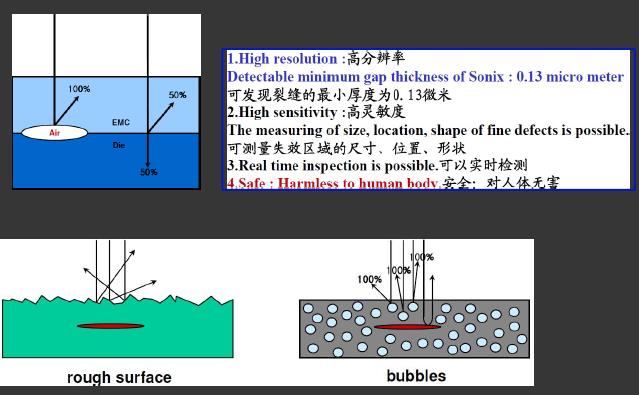 100%
50%
EMC
Air
Die
50%
1.High resolution :高分辨率
Detectable minimum gap thickness of Sonix : 0.13 micro meter
可发现裂缝的最小厚度为0.13微米
2.High sensitivity :高灵敏度
The measuring of size, location, shape of fine defects is possible.
可测量失效区域的尺寸、位置、形状
3.Real time inspection is possible.可以实时检测
4.Safe : Harmless to human body.安全: 对人体无害
100%
100%
100%
rough surface
bubbles